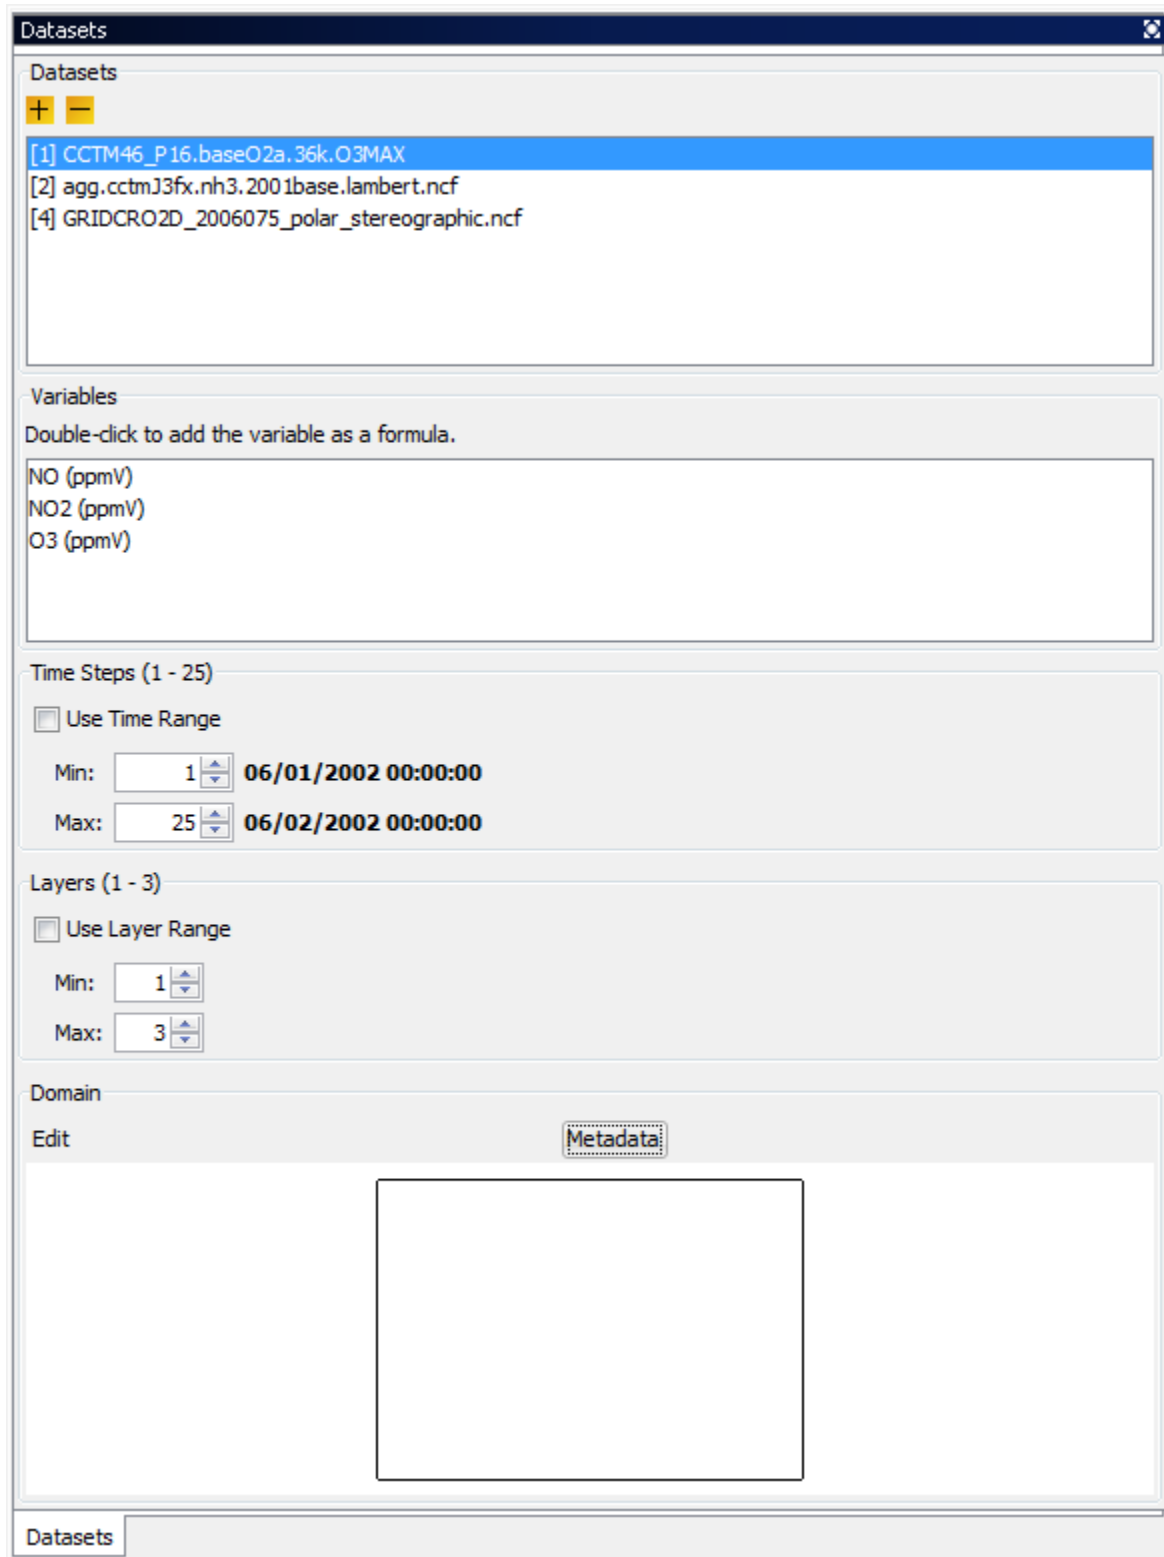 Datasets
Datasets
+ −
[1] CCTM46_P16.baseO2a.36k.O3MAX
[2] agg.cctmJ3fx.nh3.2001base.lambert.ncf
[4] GRIDCRO2D_2006075_polar_stereographic.ncf
Variables
Double-click to add the variable as a formula.
NO (ppmV)
NO2 (ppmV)
O3 (ppmV)
Time Steps (1 - 25)
Use Time Range
Min: 1 06/01/2002 00:00:00
Max: 25 06/02/2002 00:00:00
Layers (1 - 3)
Use Layer Range
Min: 1
Max: 3
Domain
Edit Metadata
Datasets